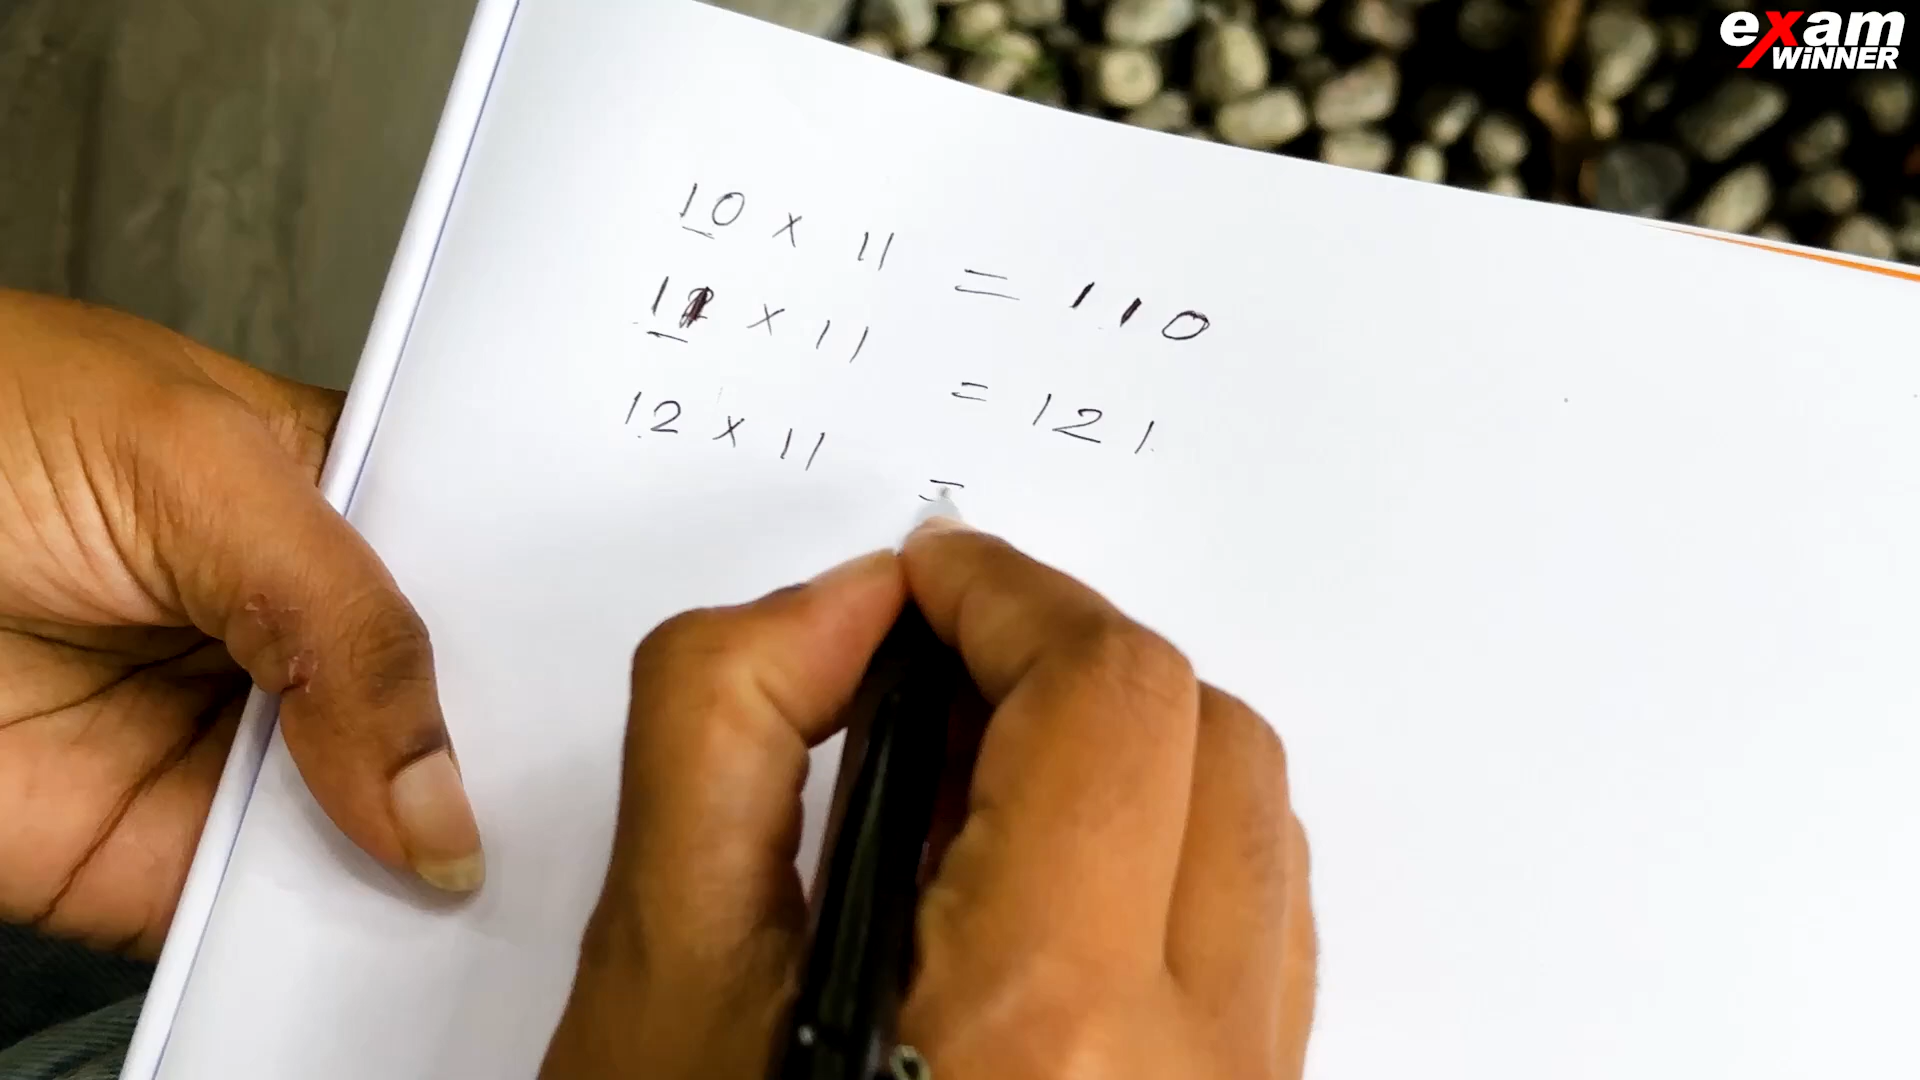 exam
WiNNER
10 x 11 = 110
11 x 11 = 121
12 x 11 =